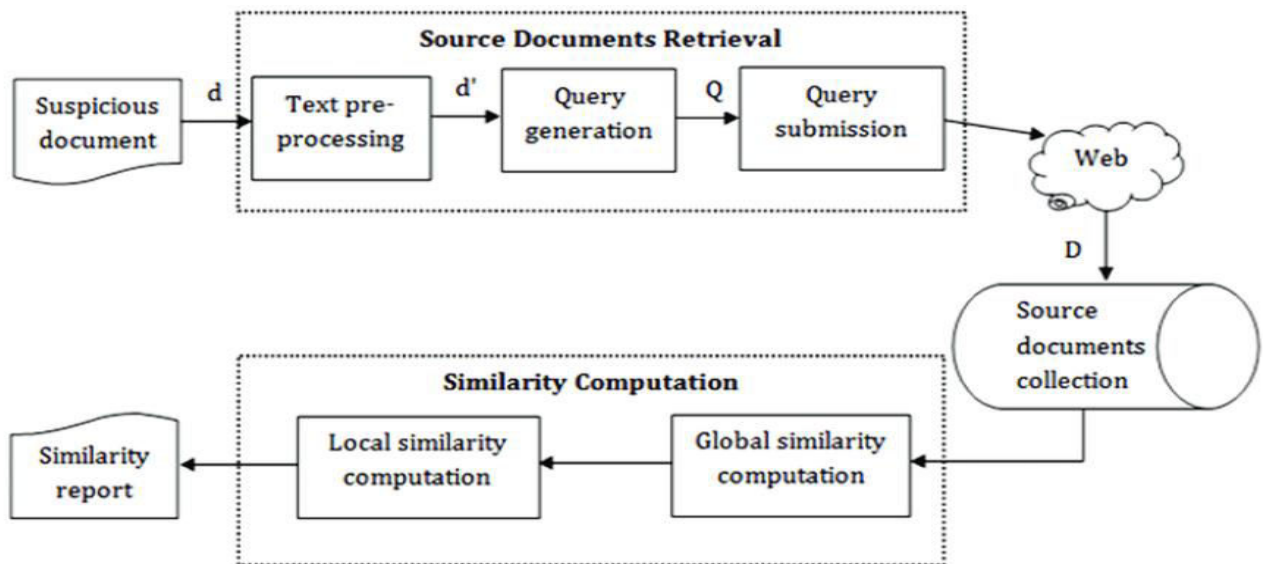 Source Documents Retrieval
Suspicious
document
d
Text pre-
processing
d'
Query
generation
Q
Query
submission
Web
D
Source
documents
collection
Similarity Computation
Global similarity
computation
Local similarity
computation
Similarity
report